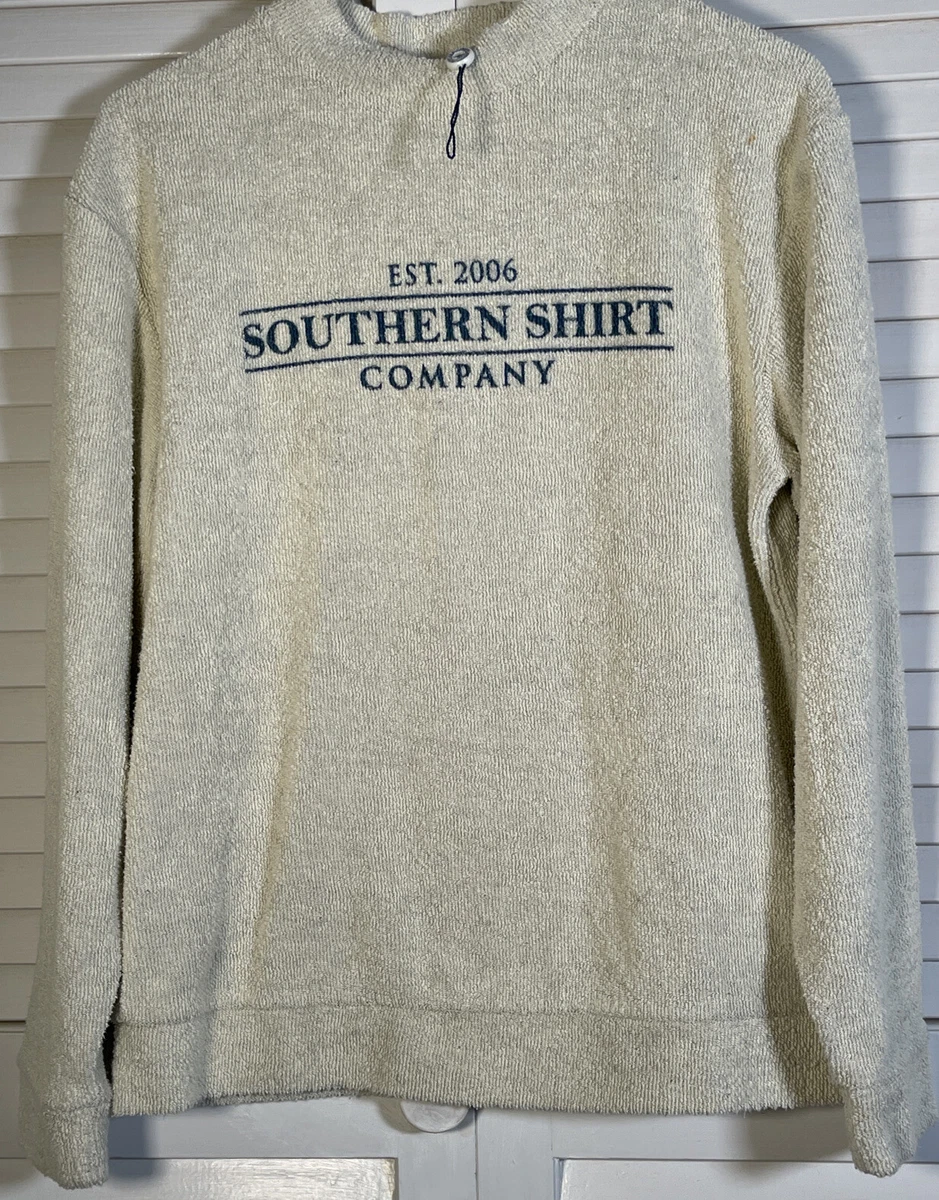 EST. 2006
SOUTHERN SHIRT
COMPANY